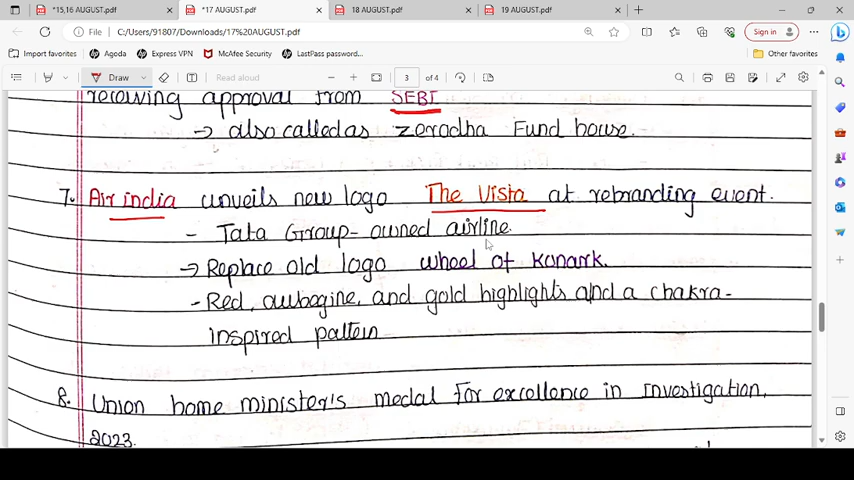 *15,16 AUGUST.pdf
*17 AUGUST.pdf
18 AUGUST.pdf
19 AUGUST.pdf
File
C:/Users/91807/Downloads/17%20AUGUST.pdf
Sign in
Import favorites
Agoda
Express VPN
McAfee Security
LastPass password...
Other favorites
Draw
Read aloud
3 of 4
receiving approval from SEBI
→ also called as Zerodha Fund house.
7. Air india unveils new logo The Vista at rebranding event.
- Tata Group- owned airline.
→ Replace old logo wheel of Konark.
- Red, aubegine, and gold highlights and a chakra-
inspired pattein
8. Union home minister's medal for excellence in Investigation,
2023.